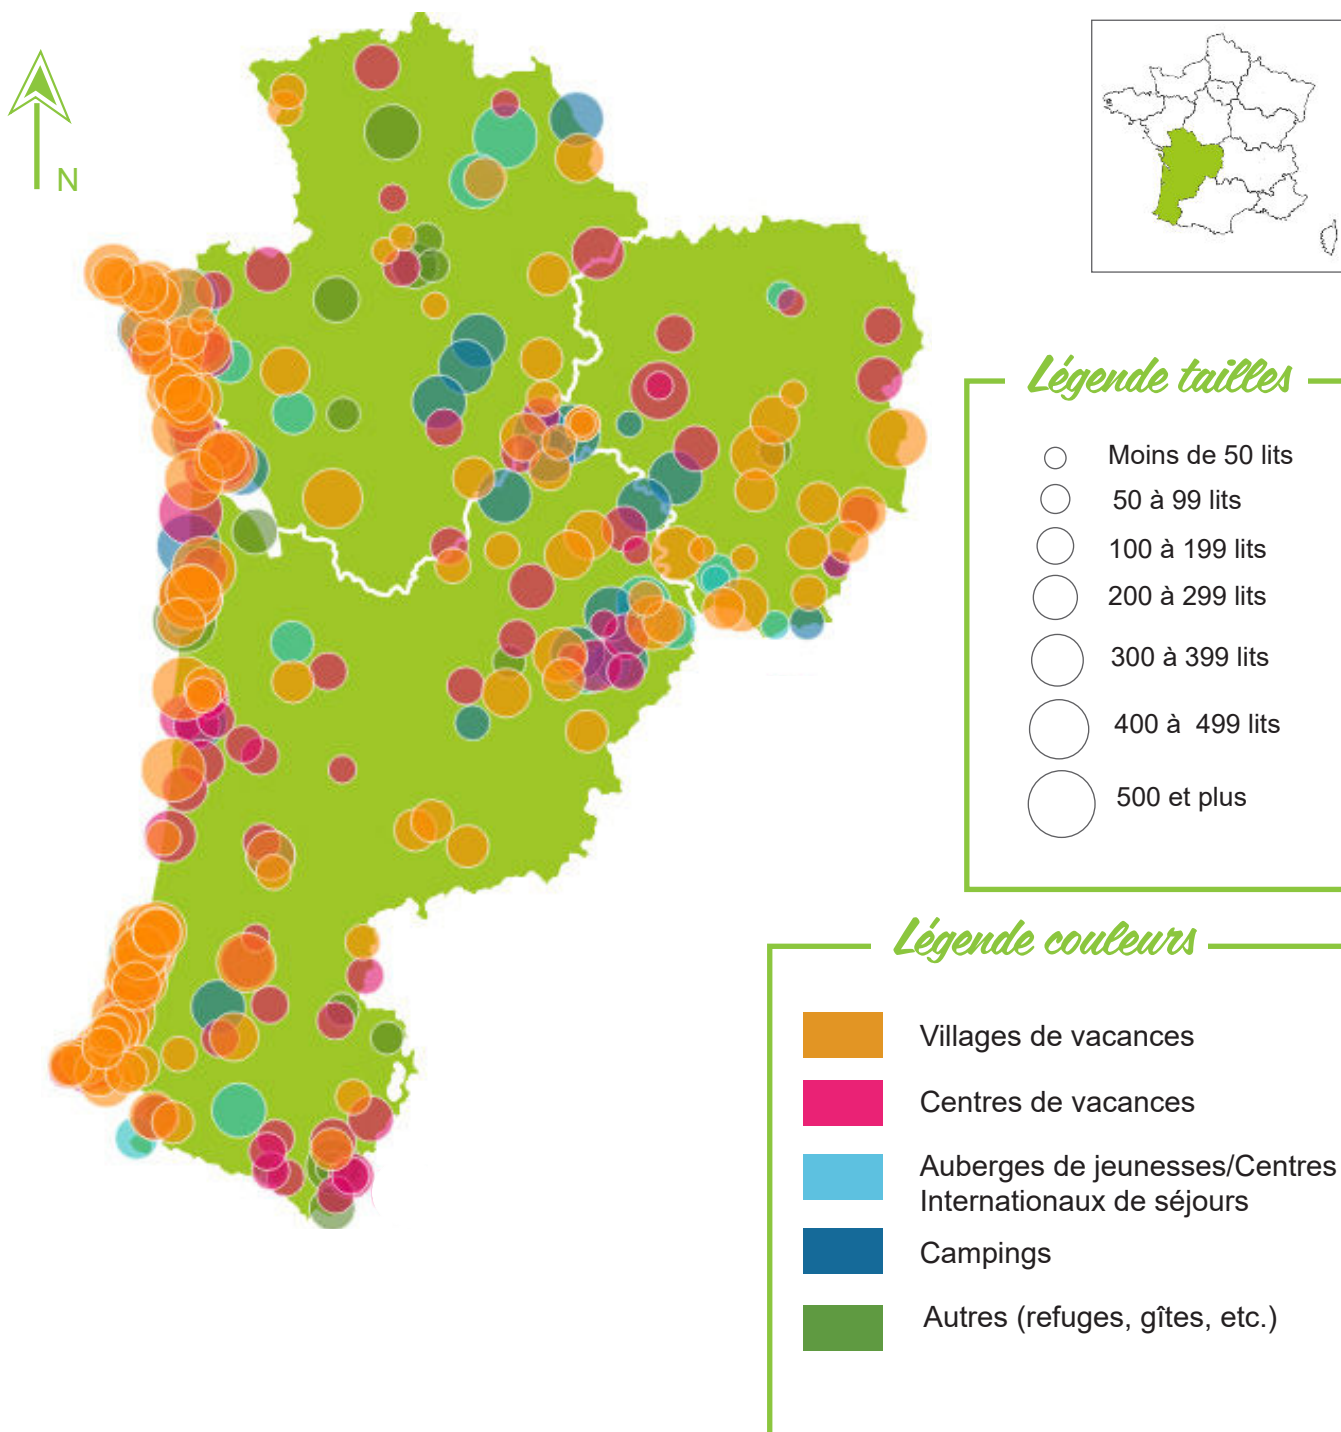 N
Légende tailles
Moins de 50 lits
50 à 99 lits
100 à 199 lits
200 à 299 lits
300 à 399 lits
400 à 499 lits
500 et plus
Légende couleurs
Villages de vacances
Centres de vacances
Auberges de jeunesses/Centres
Internationaux de séjours
Campings
Autres (refuges, gîtes, etc.)